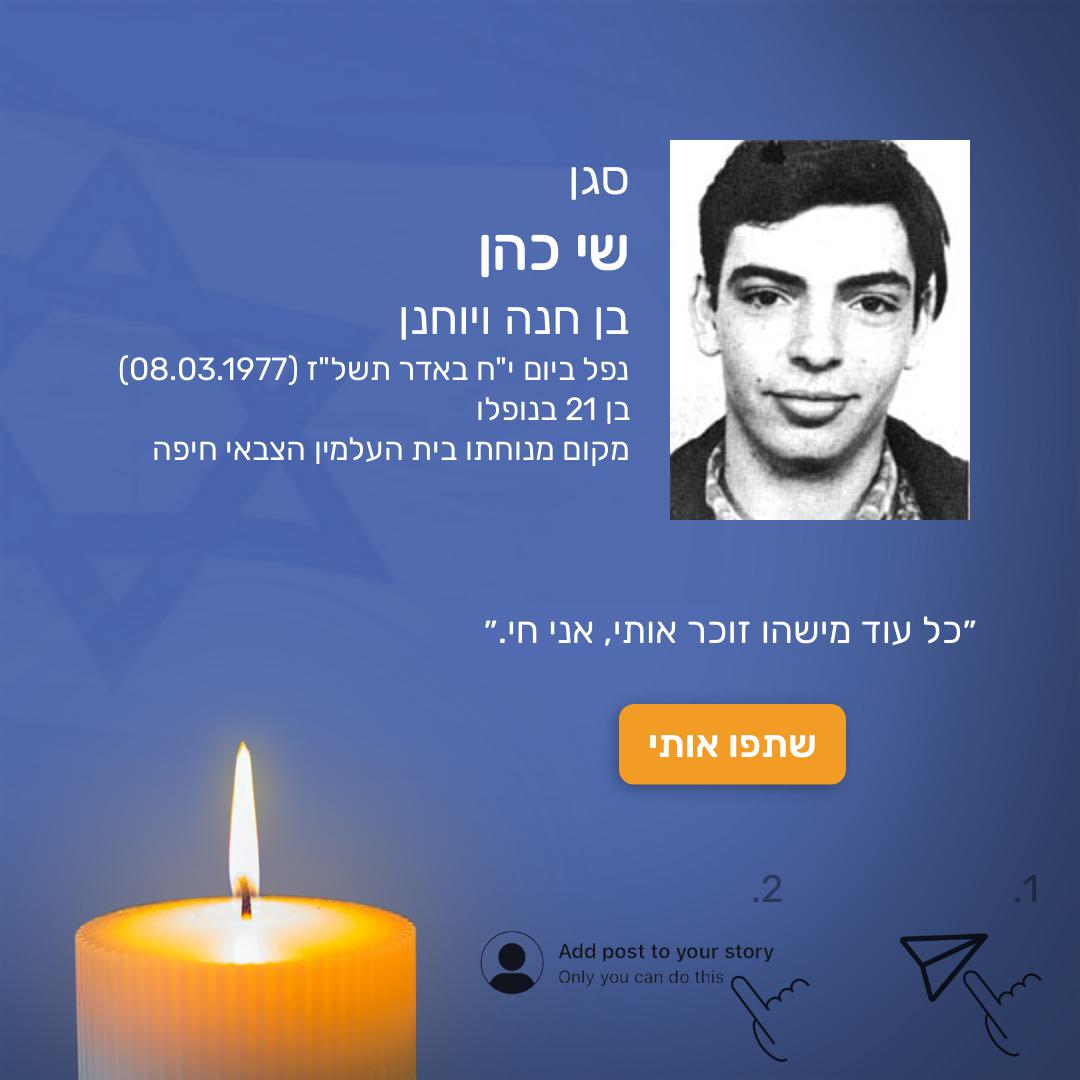 סגן
שי כהן
בן חנה ויוחנן
נפל ביום י"ח באדר תשל"ז (08.03.1977)
בן 21 בנופלו
מקום מנוחתו בית העלמין הצבאי חיפה
״כל עוד מישהו זוכר אותי, אני חי.״
שתפו אותי
1.
2.
Add post to your story
Only you can do this